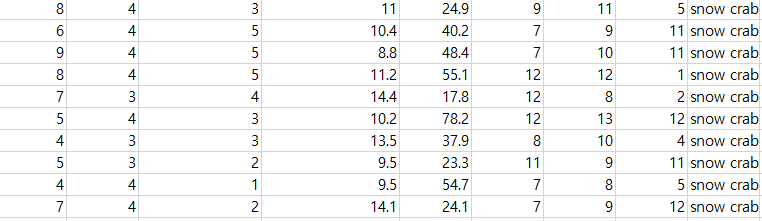 8 4 3 11 24.9 9 11 5 snow crab
6 4 5 10.4 40.2 7 9 11 snow crab
9 4 5 8.8 48.4 7 10 11 snow crab
8 4 5 11.2 55.1 12 12 1 snow crab
7 3 4 14.4 17.8 12 8 2 snow crab
5 4 3 10.2 78.2 12 13 12 snow crab
4 3 3 13.5 37.9 8 10 4 snow crab
5 3 2 9.5 23.3 11 9 11 snow crab
4 4 1 9.5 54.7 7 8 5 snow crab
7 4 2 14.1 24.1 7 9 12 snow crab